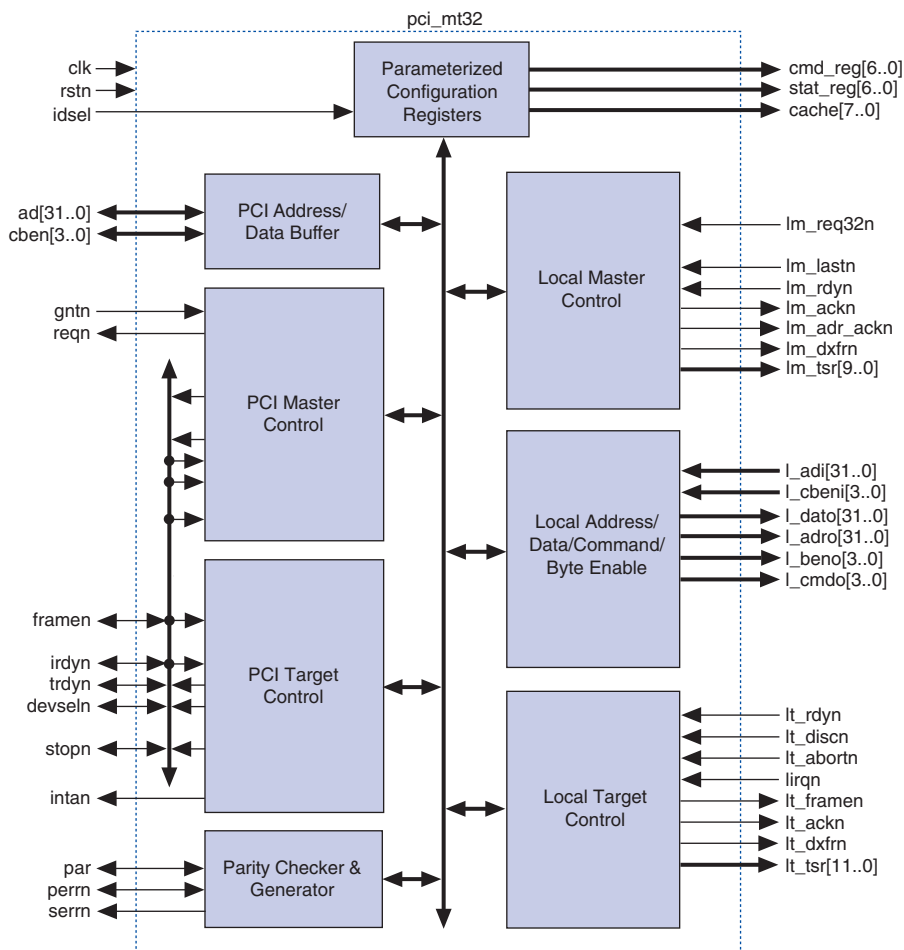 pci_mt32
clk
rstn
idsel
Parameterized
Configuration
Registers
cmd_reg[6..0]
stat_reg[6..0]
cache[7..0]
ad[31..0]
cben[3..0]
PCI Address/
Data Buffer
gntn
reqn
PCI Master
Control
framen
irdyn
trdyn
devseln
stopn
intan
PCI Target
Control
par
perrn
serrn
Parity Checker &
Generator
Local Master
Control
lm_req32n
lm_lastn
lm_rdyn
lm_ackn
lm_adr_ackn
lm_dxfrn
lm_tsr[9..0]
Local Address/
Data/Command/
Byte Enable
l_adi[31..0]
l_cbeni[3..0]
l_dato[31..0]
l_adro[31..0]
l_beno[3..0]
l_cmdo[3..0]
Local Target
Control
lt_rdyn
lt_discn
lt_abortn
lirqn
lt_framen
lt_ackn
lt_dxfrn
lt_tsr[11..0]